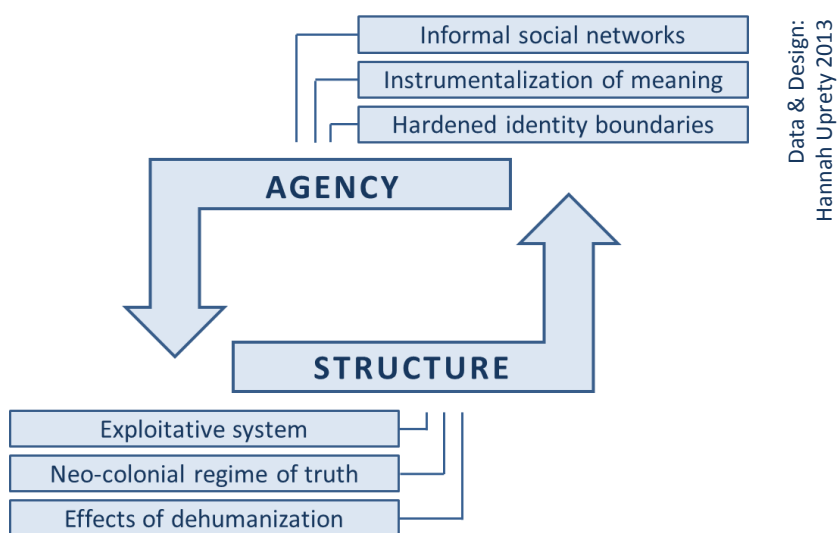 Informal social networks
Instrumentalization of meaning
Hardened identity boundaries
Data & Design:
Hannah Uprety 2013
AGENCY
STRUCTURE
Exploitative system
Neo-colonial regime of truth
Effects of dehumanization